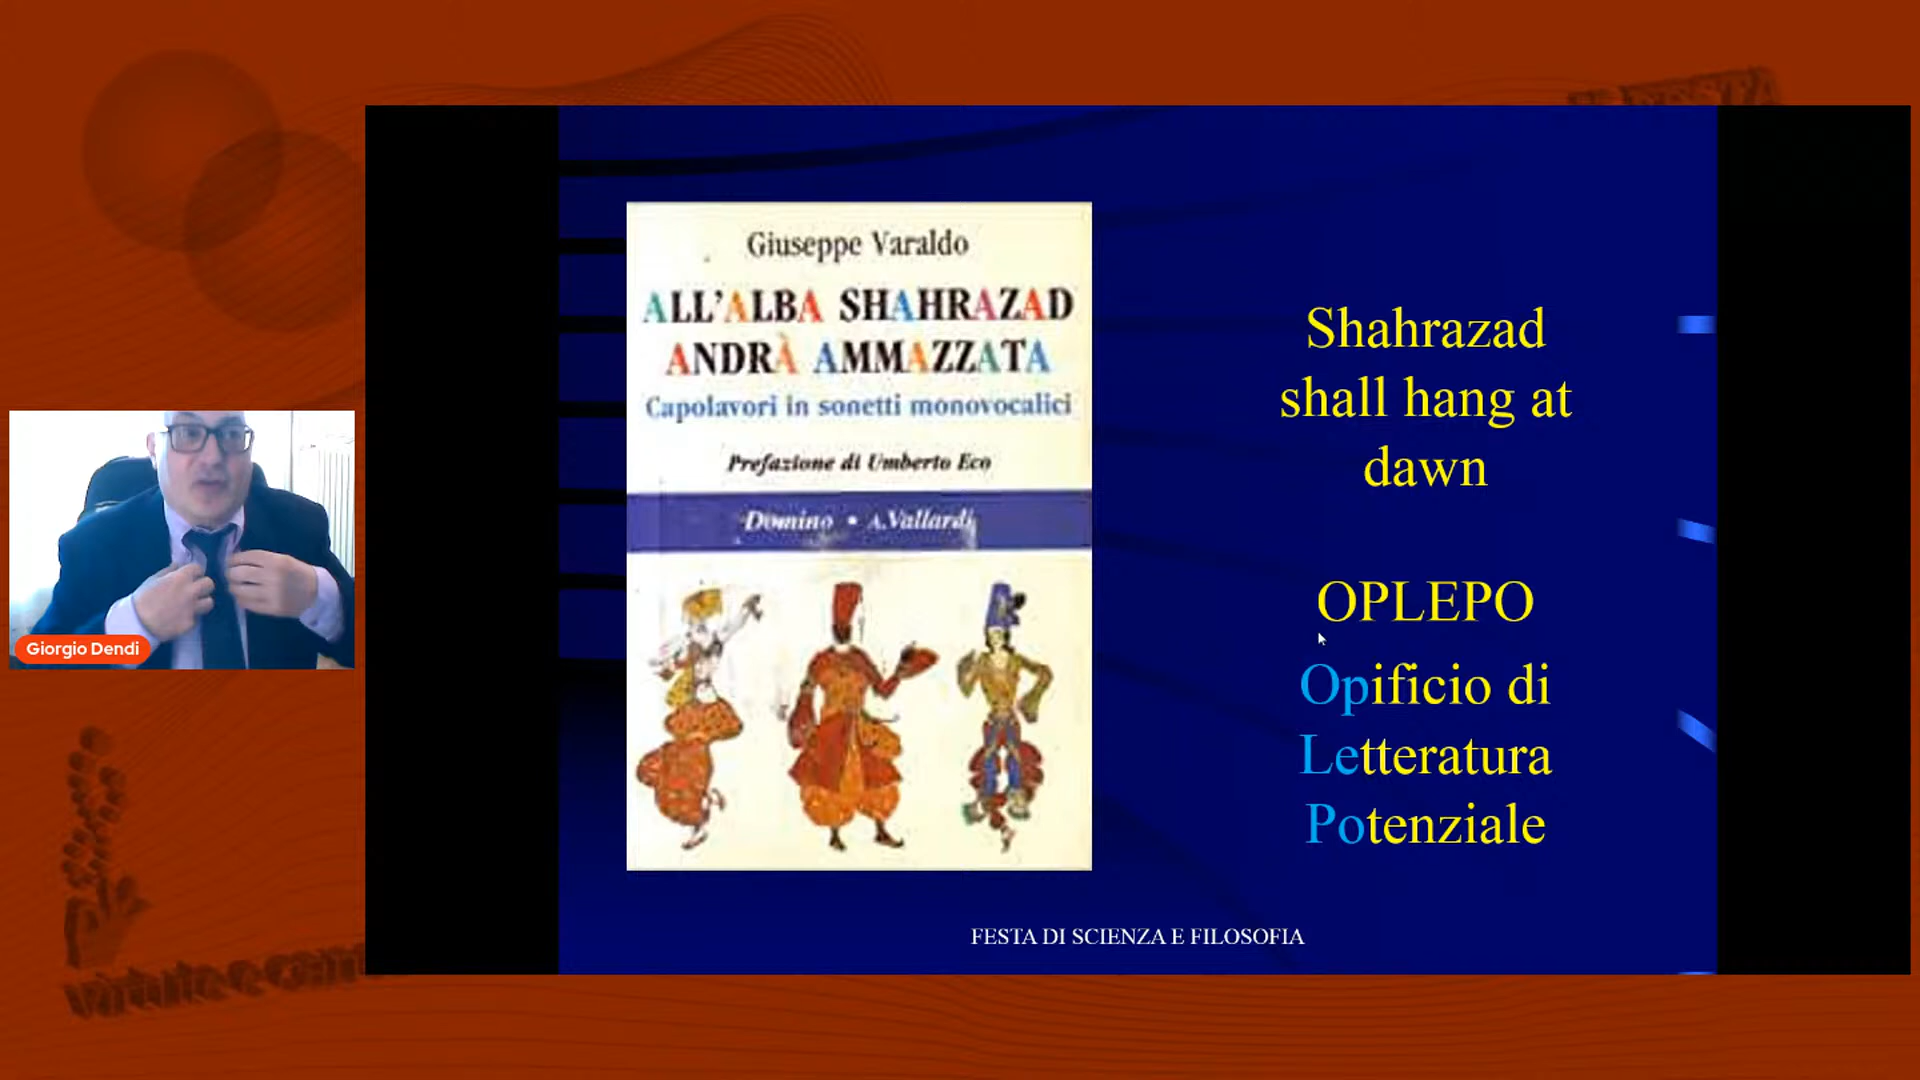 Giuseppe Varaldo
ALL'ALBA SHAHRAZAD
ANDRÀ AMMAZZATA
Capolavori in sonetti monovocalici
Prefazione di Umberto Eco
Domino • A.Vallardi
Shahrazad
shall hang at
dawn
OPLEPO
Opificio di
Letteratura
Potenziale
FESTA DI SCIENZA E FILOSOFIA
Giorgio Dendi
virtute e